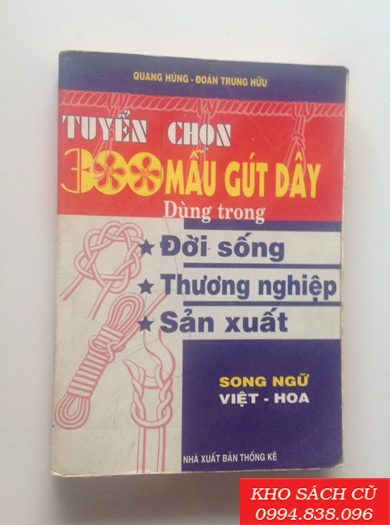 QUANG HÙNG - ĐOÀN TRUNG HỮU
TUYỂN CHỌN
300 MẪU GÚT DÂY
Dùng trong
★ Đời sống
★ Thương nghiệp
★ Sản xuất
SONG NGỮ
VIỆT - HOA
NHÀ XUẤT BẢN THỐNG KÊ
KHO SÁCH CŨ
0994.838.096